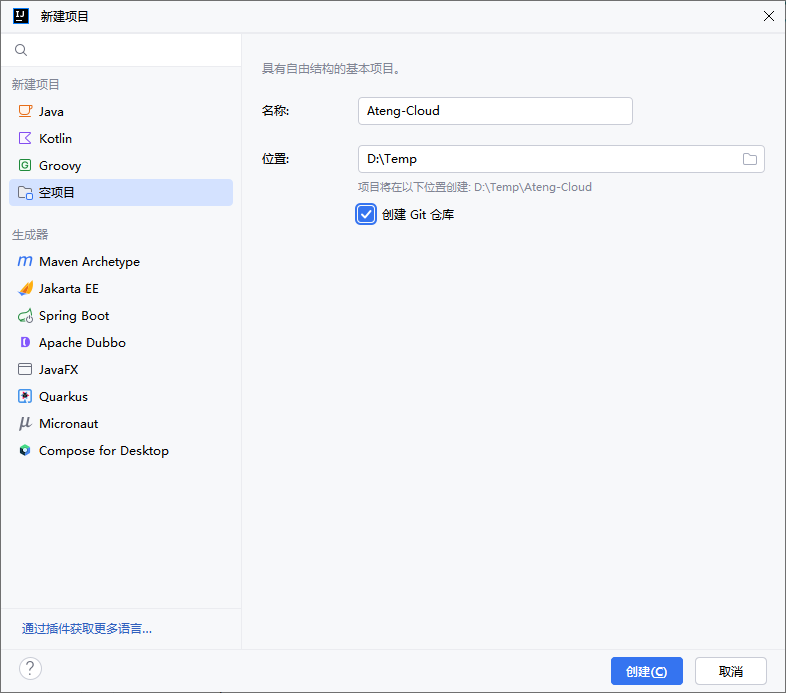 新建项目
新建项目
Java
Kotlin
Groovy
空项目
生成器
Maven Archetype
Jakarta EE
Spring Boot
Apache Dubbo
JavaFX
Quarkus
Micronaut
Compose for Desktop
通过插件获取更多语言...
具有自由结构的基本项目。
名称: Ateng-Cloud
位置: D:\Temp
项目将在以下位置创建: D:\Temp\Ateng-Cloud
创建 Git 仓库
? 创建(C) 取消